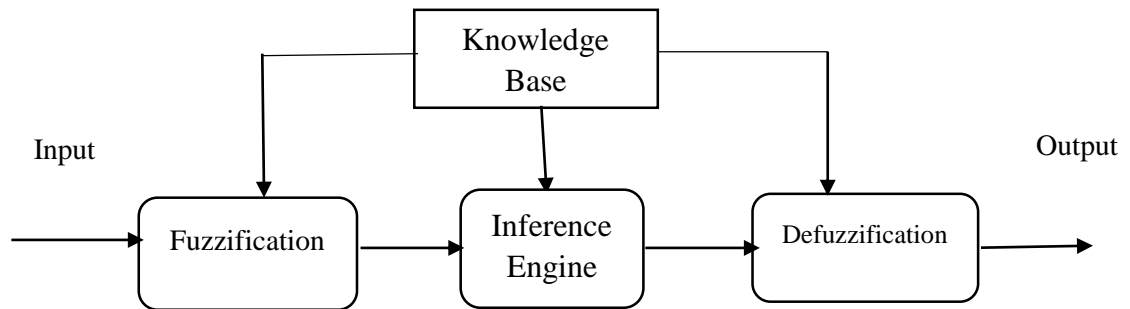 Knowledge
Base
Input
Output
Fuzzification
Inference
Engine
Defuzzification